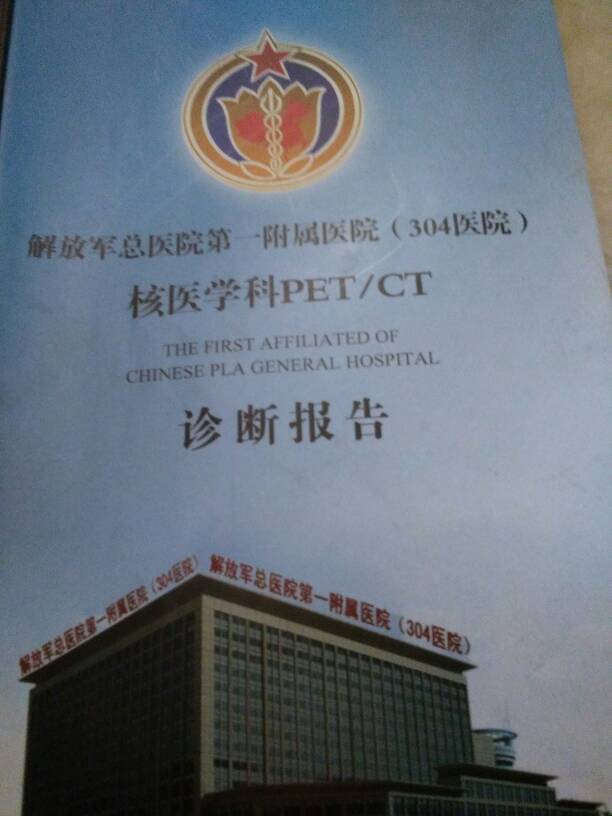 解放军总医院第一附属医院（304医院）
核医学科PET/CT
THE FIRST AFFILIATED OF
CHINESE PLA GENERAL HOSPITAL
诊断报告
解放军总医院第一附属医院（304医院）
解放军总医院第一附属医院（304医院）